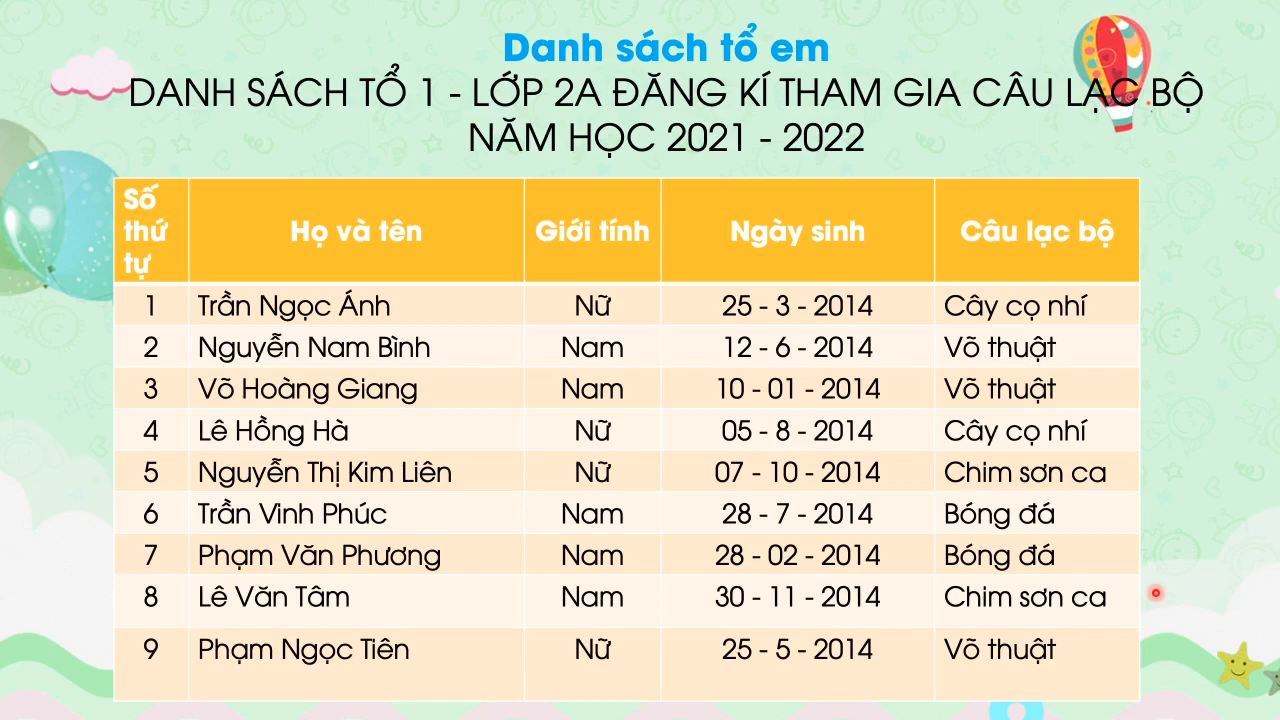 Danh sách tổ em
DANH SÁCH TỔ 1 - LỚP 2A ĐĂNG KÍ THAM GIA CÂU LẠC BỘ
NĂM HỌC 2021 - 2022
Số thứ tự Họ và tên Giới tính Ngày sinh Câu lạc bộ
1 Trần Ngọc Ánh Nữ 25 - 3 - 2014 Cây cọ nhí
2 Nguyễn Nam Bình Nam 12 - 6 - 2014 Võ thuật
3 Võ Hoàng Giang Nam 10 - 01 - 2014 Võ thuật
4 Lê Hồng Hà Nữ 05 - 8 - 2014 Cây cọ nhí
5 Nguyễn Thị Kim Liên Nữ 07 - 10 - 2014 Chim sơn ca
6 Trần Vinh Phúc Nam 28 - 7 - 2014 Bóng đá
7 Phạm Văn Phương Nam 28 - 02 - 2014 Bóng đá
8 Lê Văn Tâm Nam 30 - 11 - 2014 Chim sơn ca
9 Phạm Ngọc Tiên Nữ 25 - 5 - 2014 Võ thuật